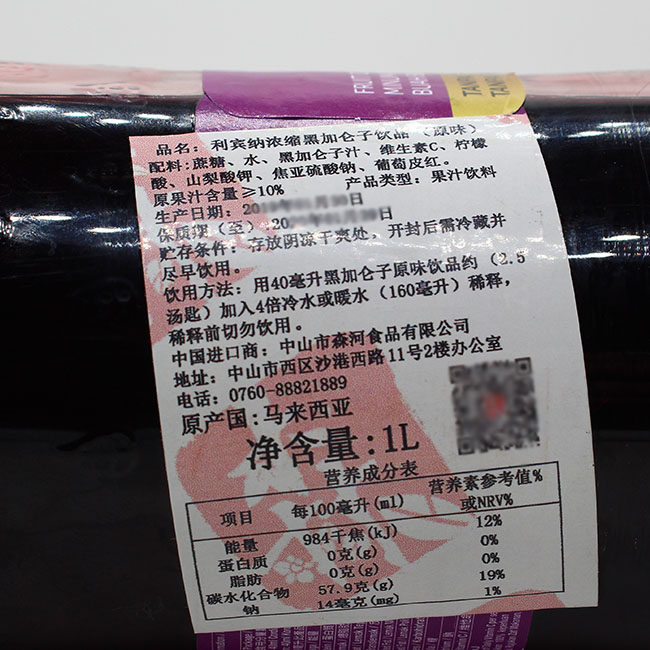 FRUIT
TANPA
TANPA
品名：利宾纳浓缩黑加仑子饮品（原味）
配料：蔗糖、水、黑加仑子汁、维生素C、柠檬
酸、山梨酸钾、焦亚硫酸钠、葡萄皮红。
原果汁含量≥10% 产品类型：果汁饮料
生产日期：20 日
保质期（至）：20 日
贮存条件：存放阴凉干爽处，开封后需冷藏并
尽早饮用。
饮用方法：用40毫升黑加仑子原味饮品约（2.5
汤匙）加入4倍冷水或暖水（160毫升）稀释，
稀释前切勿饮用。
中国进口商：中山市森河食品有限公司
地址：中山市西区沙港西路11号2楼办公室
电话：0760-88821889
原产国：马来西亚
净含量：1L
营养成分表
项目 每100毫升(ml) 营养素参考值%
或NRV%
能量 984千焦(kJ) 12%
蛋白质 0克(g) 0%
脂肪 0克(g) 0%
碳水化合物 57.9克(g) 19%
钠 14毫克(mg) 1%